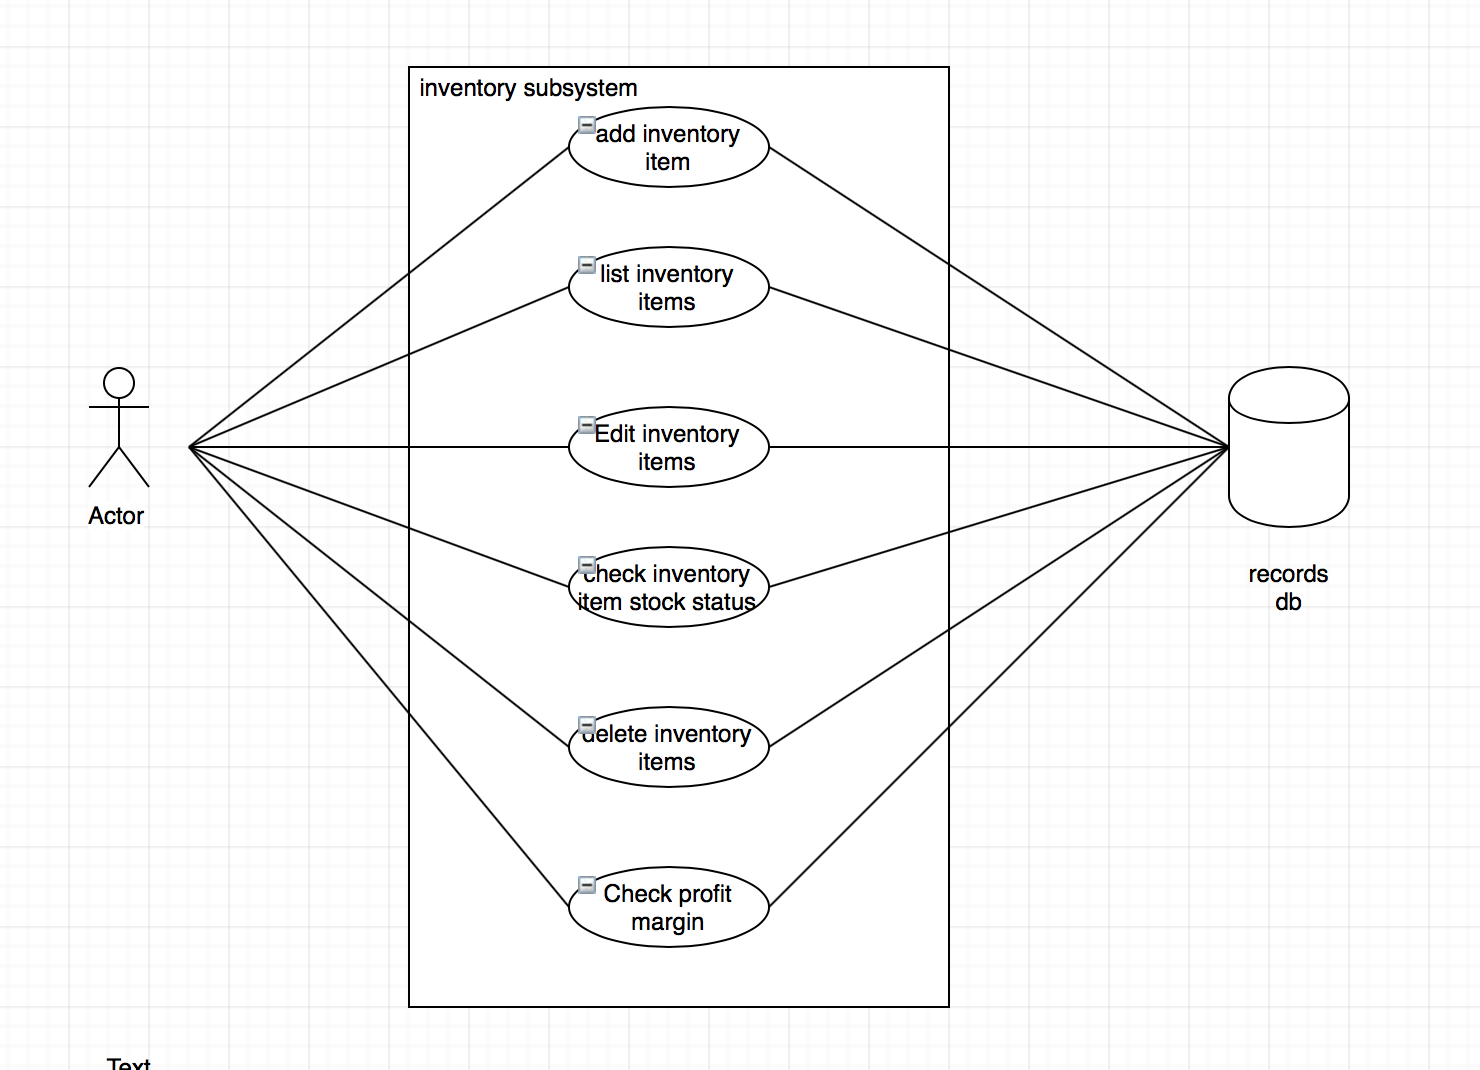 inventory subsystem
add inventory
item
list inventory
items
Edit inventory
items
check inventory
item stock status
delete inventory
items
Check profit
margin
Actor
records
db
Text